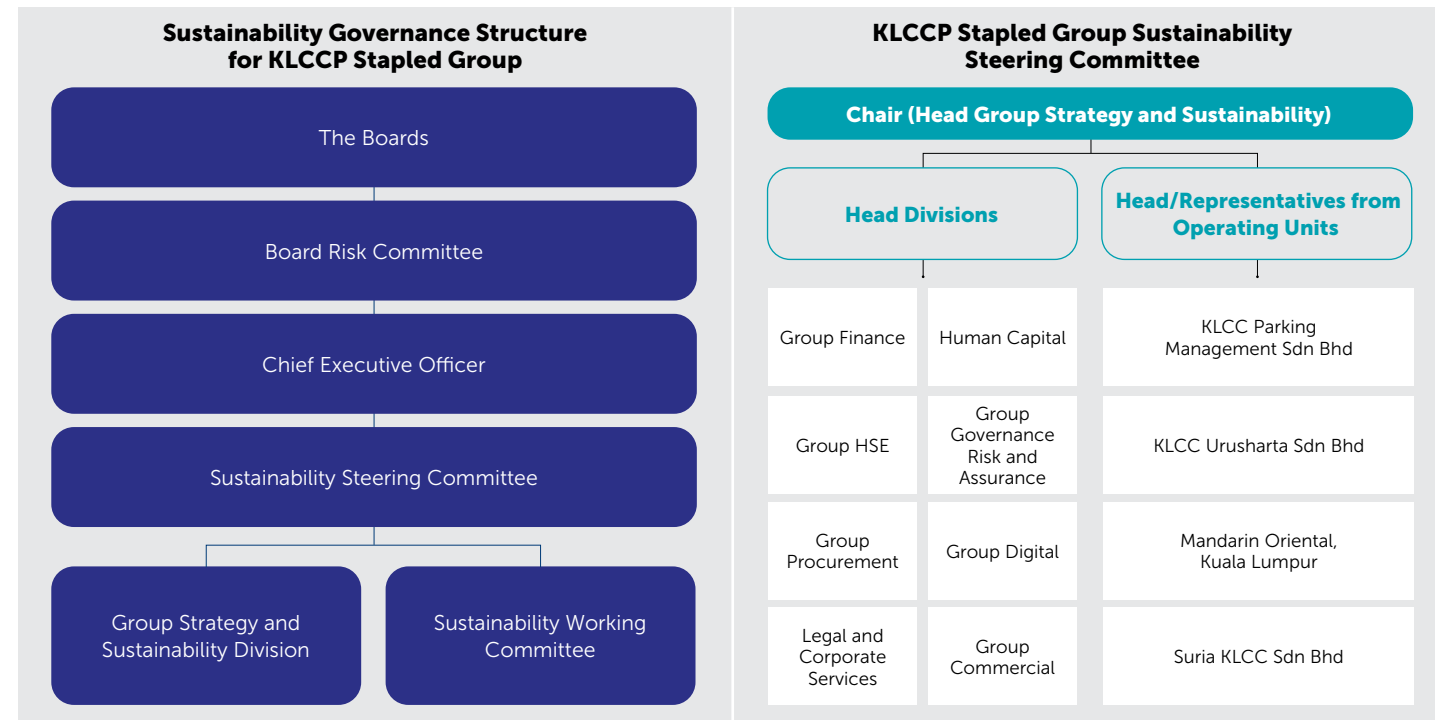 Sustainability Governance Structure
for KLCCP Stapled Group
The Boards
Board Risk Committee
Chief Executive Officer
Sustainability Steering Committee
Group Strategy and
Sustainability Division
Sustainability Working
Committee
KLCCP Stapled Group Sustainability
Steering Committee
Chair (Head Group Strategy and Sustainability)
Head Divisions
Head/Representatives from
Operating Units
Group Finance
Human Capital
KLCC Parking
Management Sdn Bhd
Group HSE
Group
Governance
Risk and
Assurance
KLCC Urusharta Sdn Bhd
Group
Procurement
Group Digital
Mandarin Oriental,
Kuala Lumpur
Legal and
Corporate
Services
Group
Commercial
Suria KLCC Sdn Bhd